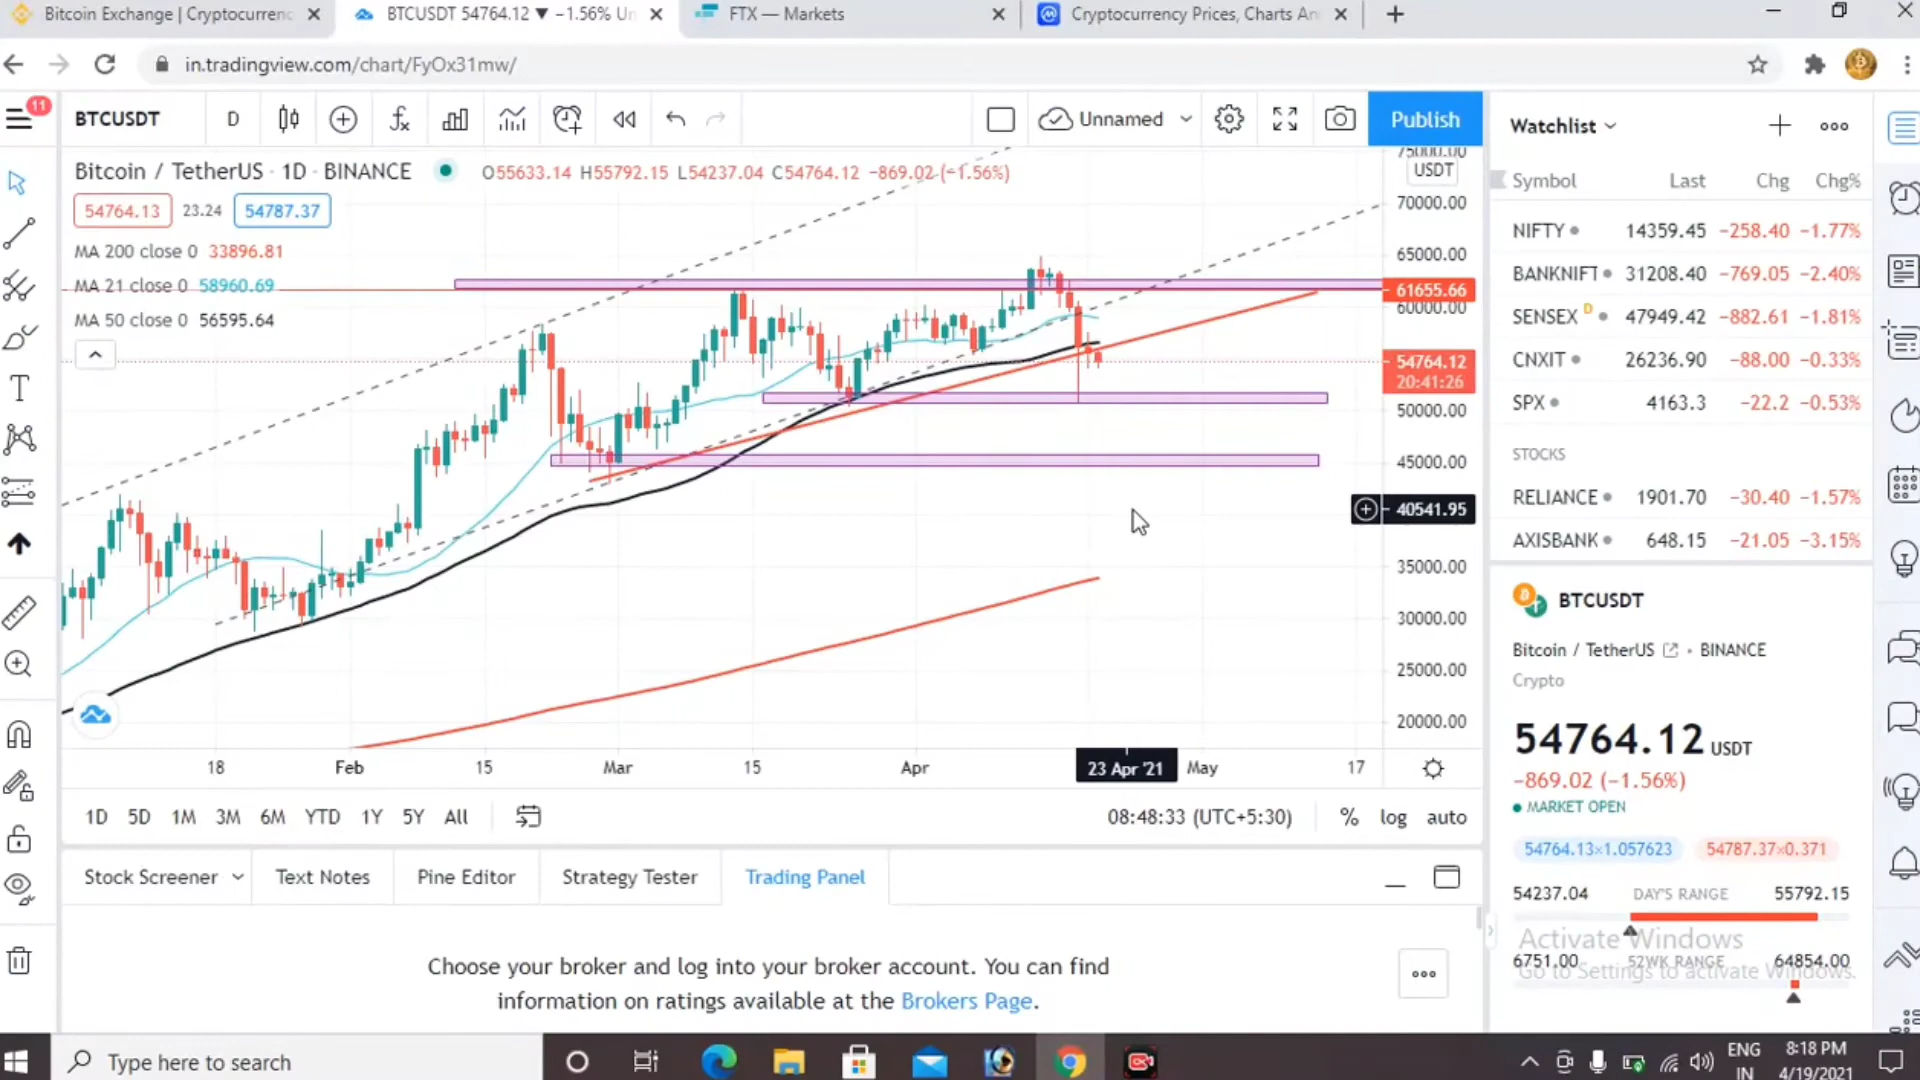 Bitcoin Exchange | Cryptocurrenc
BTCUSDT 54764.12 ▼ −1.56% Un
FTX — Markets
Cryptocurrency Prices, Charts An
in.tradingview.com/chart/FyOx31mw/
11
BTCUSDT
D
Unnamed
Publish
Bitcoin / TetherUS · 1D · BINANCE
O55633.14 H55792.15 L54237.04 C54764.12 −869.02 (−1.56%)
54764.13 23.24 54787.37
MA 200 close 0 33896.81
MA 21 close 0 58960.69
MA 50 close 0 56595.64
75000.00
USDT
70000.00
65000.00
61655.66
60000.00
54764.12
20:41:26
50000.00
45000.00
40541.95
35000.00
30000.00
25000.00
20000.00
18 Feb 15 Mar 15 Apr 23 Apr '21 May 17
1D 5D 1M 3M 6M YTD 1Y 5Y All
08:48:33 (UTC+5:30) % log auto
Stock Screener Text Notes Pine Editor Strategy Tester Trading Panel
Choose your broker and log into your broker account. You can find
information on ratings available at the Brokers Page.
Watchlist
Symbol Last Chg Chg%
NIFTY 14359.45 −258.40 −1.77%
BANKNIFT 31208.40 −769.05 −2.40%
SENSEX D 47949.42 −882.61 −1.81%
CNXIT 26236.90 −88.00 −0.33%
SPX 4163.3 −22.2 −0.53%
STOCKS
RELIANCE 1901.70 −30.40 −1.57%
AXISBANK 648.15 −21.05 −3.15%
BTCUSDT
Bitcoin / TetherUS · BINANCE
Crypto
54764.12 USDT
−869.02 (−1.56%)
MARKET OPEN
54764.13×1.057623 54787.37×0.371
54237.04 DAY'S RANGE 55792.15
Activate Windows
6751.00 52WK RANGE 64854.00
Go to Settings to activate Windows.
Type here to search
ENG
IN
8:18 PM
4/19/2021